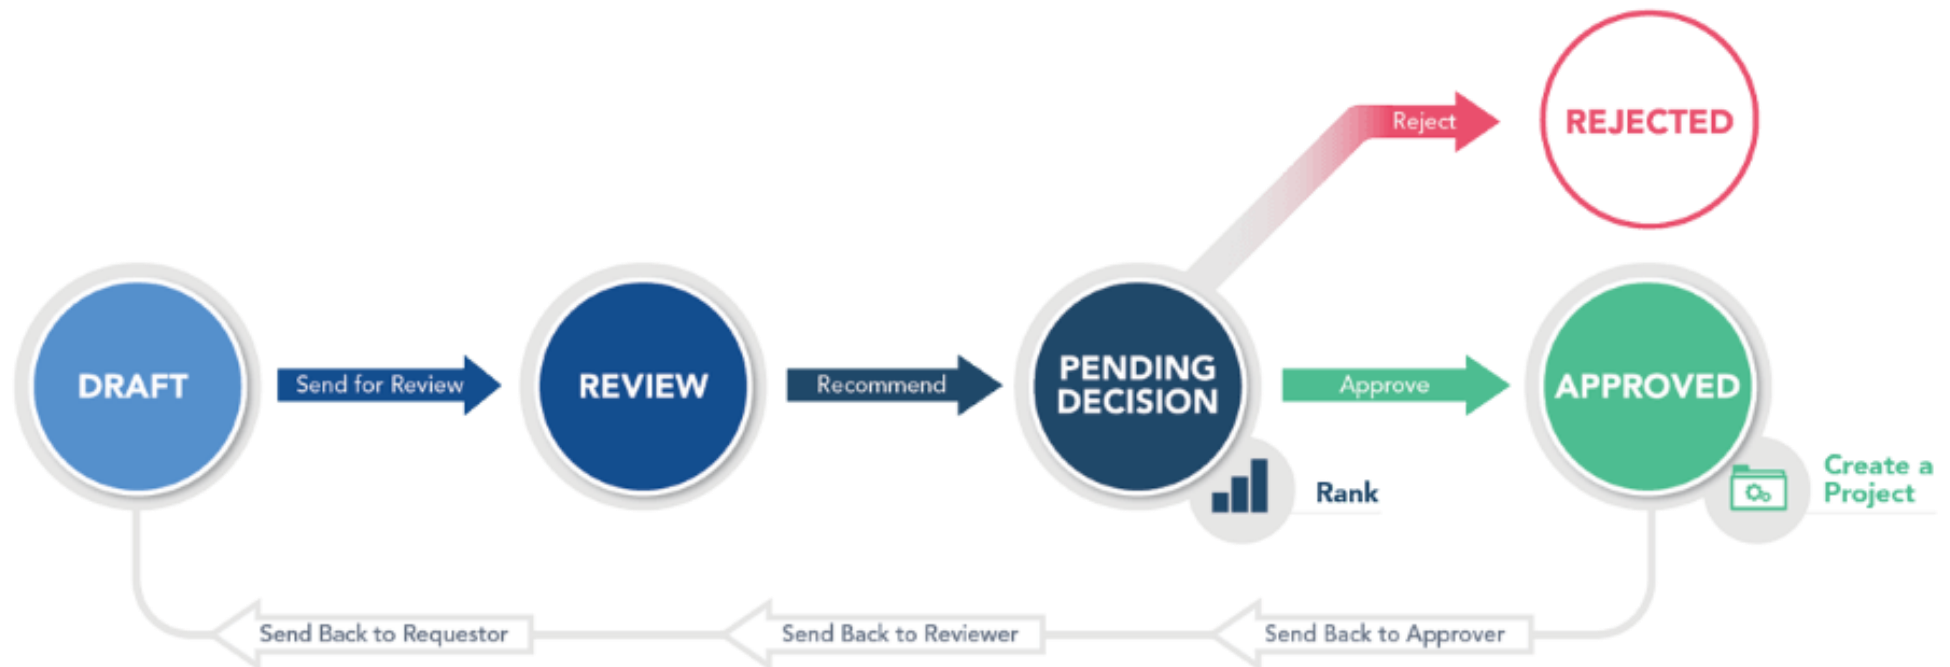 Reject
REJECTED
DRAFT
Send for Review
REVIEW
Recommend
PENDING
DECISION
Approve
APPROVED
Rank
Create a
Project
Send Back to Requestor
Send Back to Reviewer
Send Back to Approver